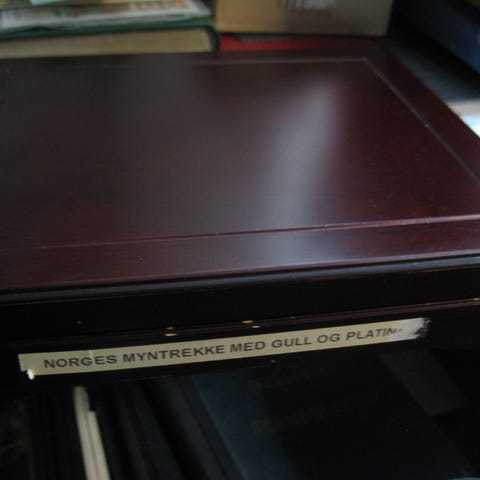 NORGES MYNTREKKE MED GULL OG PLATIN